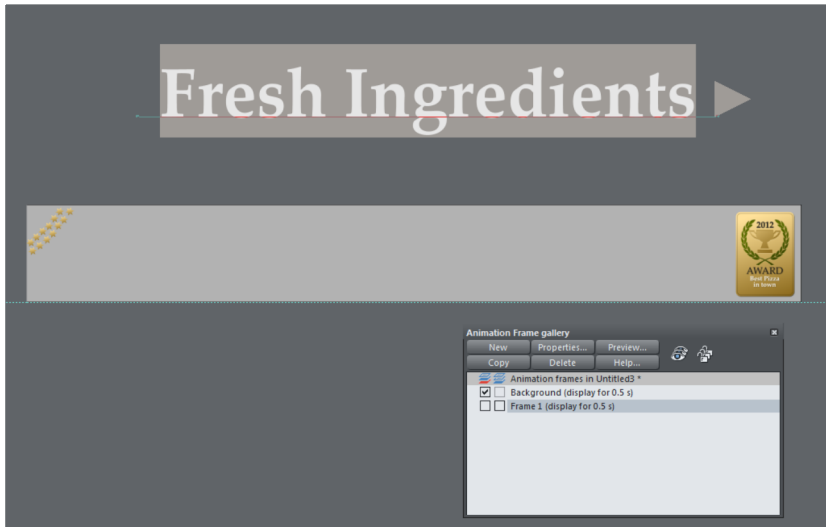 Fresh Ingredients
2012
AWARD
Best Pizza
in town
Animation Frame gallery
New Properties... Preview...
Copy Delete Help...
Animation frames in Untitled3 *
Background (display for 0.5 s)
Frame 1 (display for 0.5 s)